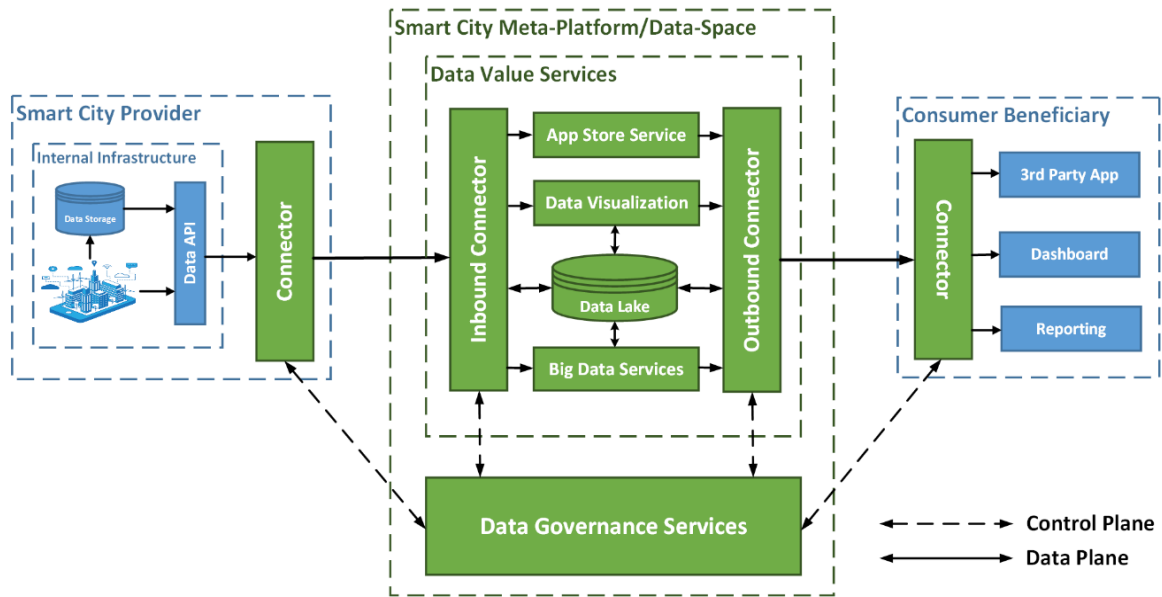 Smart City Meta-Platform/Data-Space
Data Value Services
Smart City Provider
Internal Infrastructure
Data Storage
Data API
Connector
Inbound Connector
App Store Service
Data Visualization
Data Lake
Big Data Services
Outbound Connector
Consumer Beneficiary
Connector
3rd Party App
Dashboard
Reporting
Data Governance Services
Control Plane
Data Plane